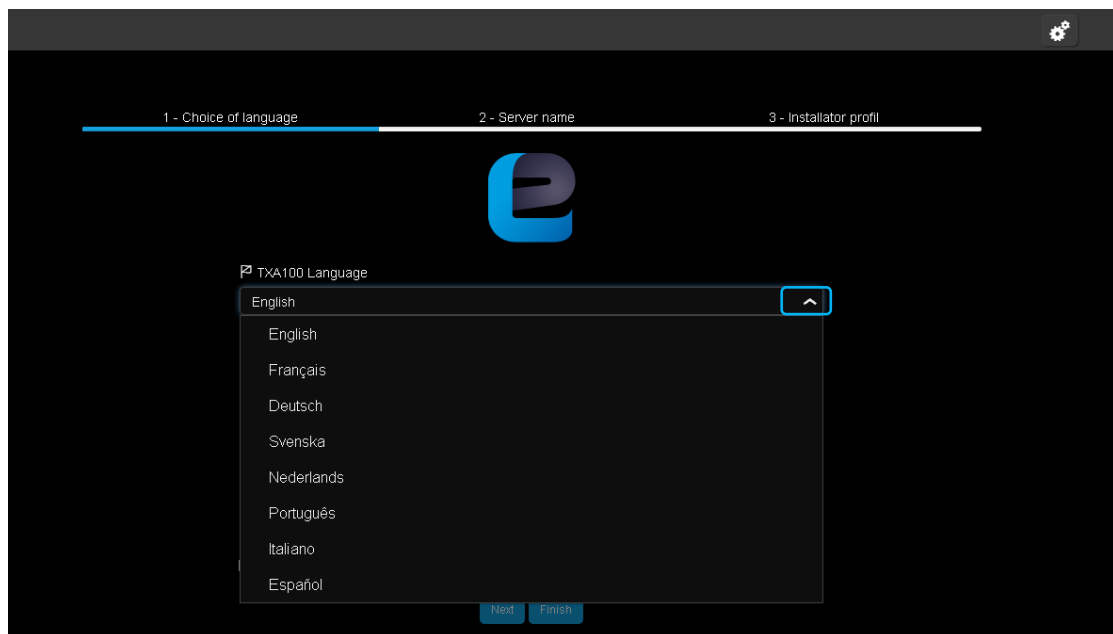 1 - Choice of language 2 - Server name 3 - Installator profil
TXA100 Language
English
English
Français
Deutsch
Svenska
Nederlands
Português
Italiano
Español
Next Finish